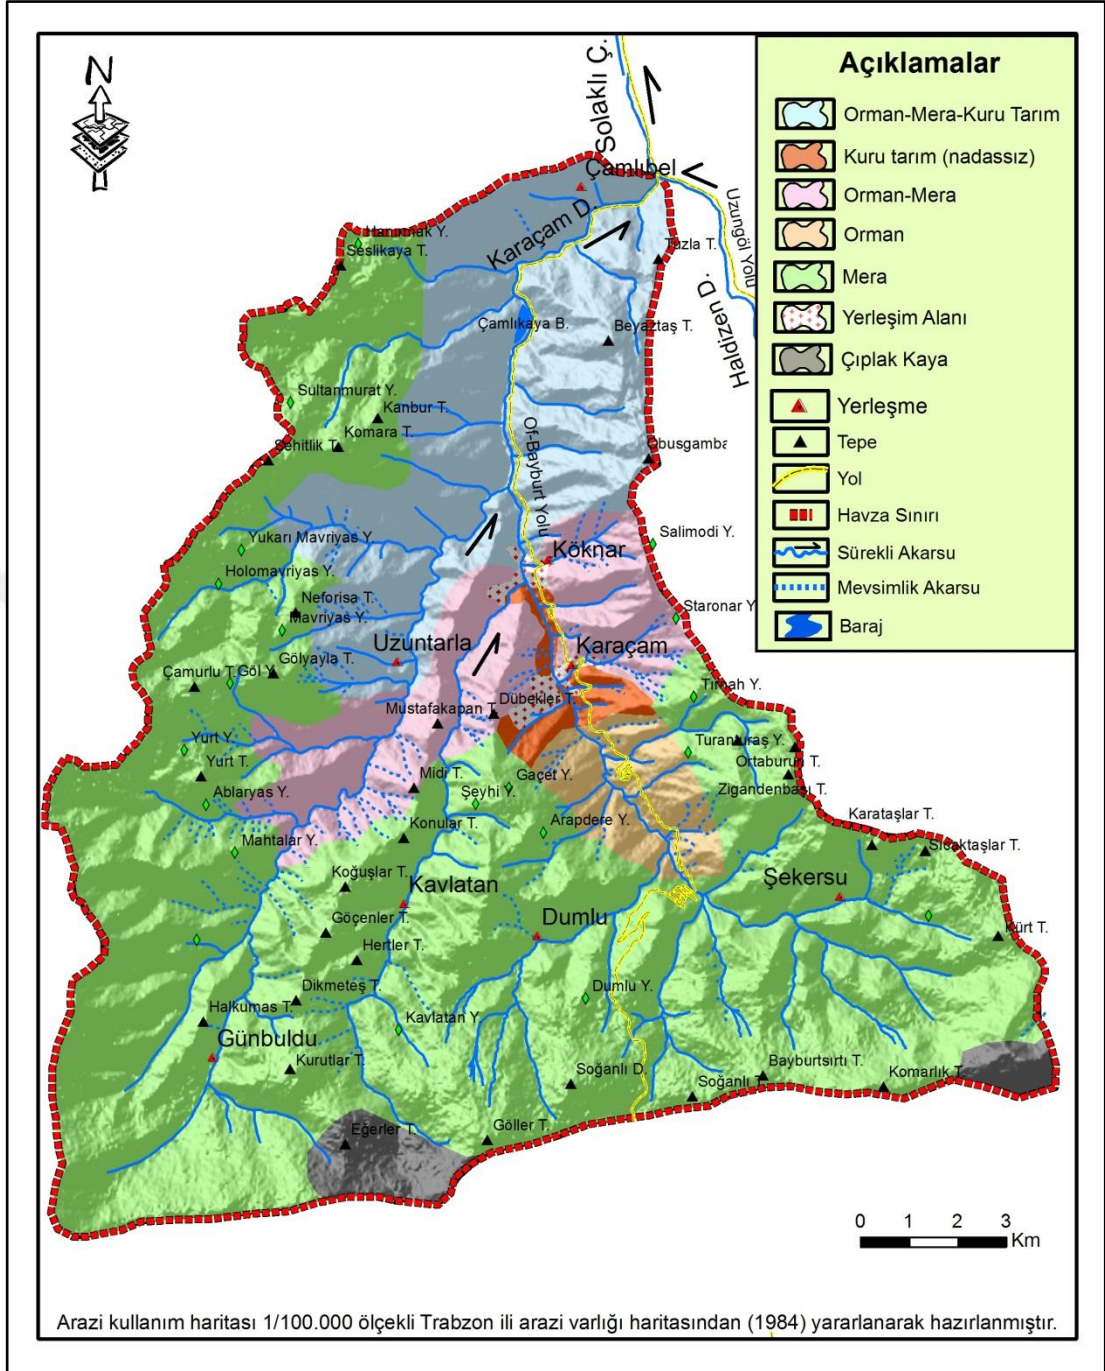 N
Solaklı Ç.
Açıklamalar
Orman-Mera-Kuru Tarım
Kuru tarım (nadassız)
Orman-Mera
Orman
Mera
Yerleşim Alanı
Çıplak Kaya
Yerleşme
Tepe
Yol
Havza Sınırı
Sürekli Akarsu
Mevsimlik Akarsu
Baraj
Çamlıbel
Uzungöl Yolu
Karaçam D.
Haldizen D.
Seslikaya T.
Tuzla T.
Çamlıkaya B.
Beyaztaş T.
Sultanmurat Y.
Kanbur T.
Komara T.
Şehitlik T.
Of-Bayburt Yolu
Obusgamba
Yukarı Mavriyas Y.
Köknar
Salimodi Y.
Holomavriyas Y.
Neforisa T.
Mavriyas Y.
Staronar Y
Uzuntarla
Karaçam
Gölyayla T.
Çamurlu T.
Göl Y.
Tirnah Y.
Mustafakapan T.
Dübekler T.
Yurt Y.
Turanuraş Y.
Yurt T.
Ortaburun T.
Midi T.
Gaçet Y.
Şeyhi Y.
Zigandenbaşı T.
Ablaryas Y.
Arapdere Y.
Karataşlar T.
Konular T.
Mahtalar Y.
Sıcaktaşlar T.
Koğuşlar T.
Kavlatan
Şekersu
Göçenler T.
Dumlu
Kürt T.
Hertler T.
Dikmeteş T.
Dumlu Y.
Halkumas T.
Kavlatan Y
Günbuldu
Kurutlar T.
Soğanlı D.
Bayburtsırtı T.
Soğanlı T.
Komarlık T.
Eğerler T.
Göller T.
0 1 2 3
Km
Arazi kullanım haritası 1/100.000 ölçekli Trabzon ili arazi varlığı haritasından (1984) yararlanarak hazırlanmıştır.